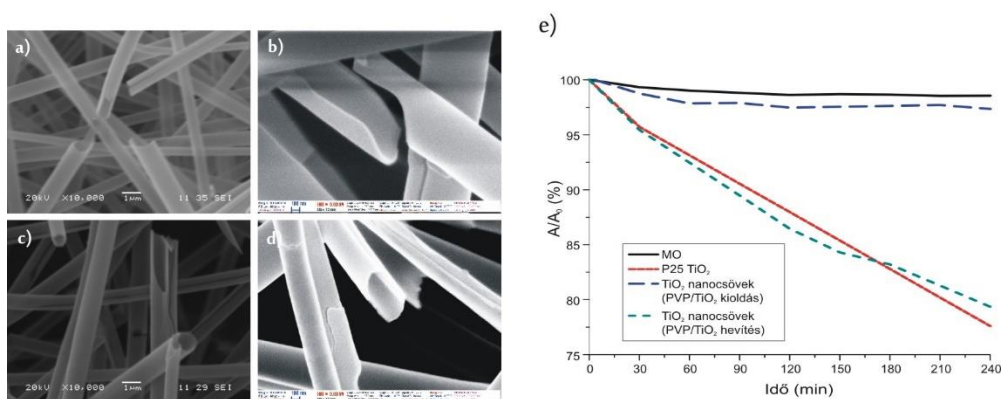 a)
20kV X10,000 1μm 11 35 SEI
b)
c)
20kV X10,000 1μm 11 29 SEI
d)
e)
A/A₀ (%)
100
95
90
85
80
75
MO
P25 TiO₂
TiO₂ nanocsövek
(PVP/TiO₂ kioldás)
TiO₂ nanocsövek
(PVP/TiO₂ hevítés)
0 30 60 90 120 150 180 210 240
Idő (min)